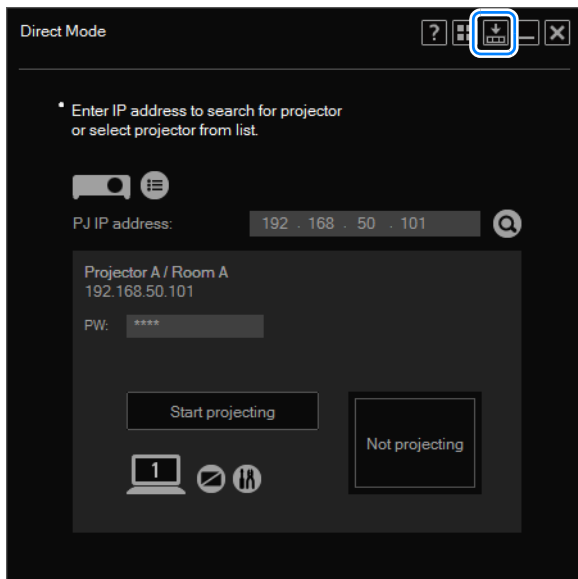 Direct Mode
?
* Enter IP address to search for projector
or select projector from list.
PJ IP address: 192 . 168 . 50 . 101
Projector A / Room A
192.168.50.101
PW: ****
Start projecting
Not projecting
1